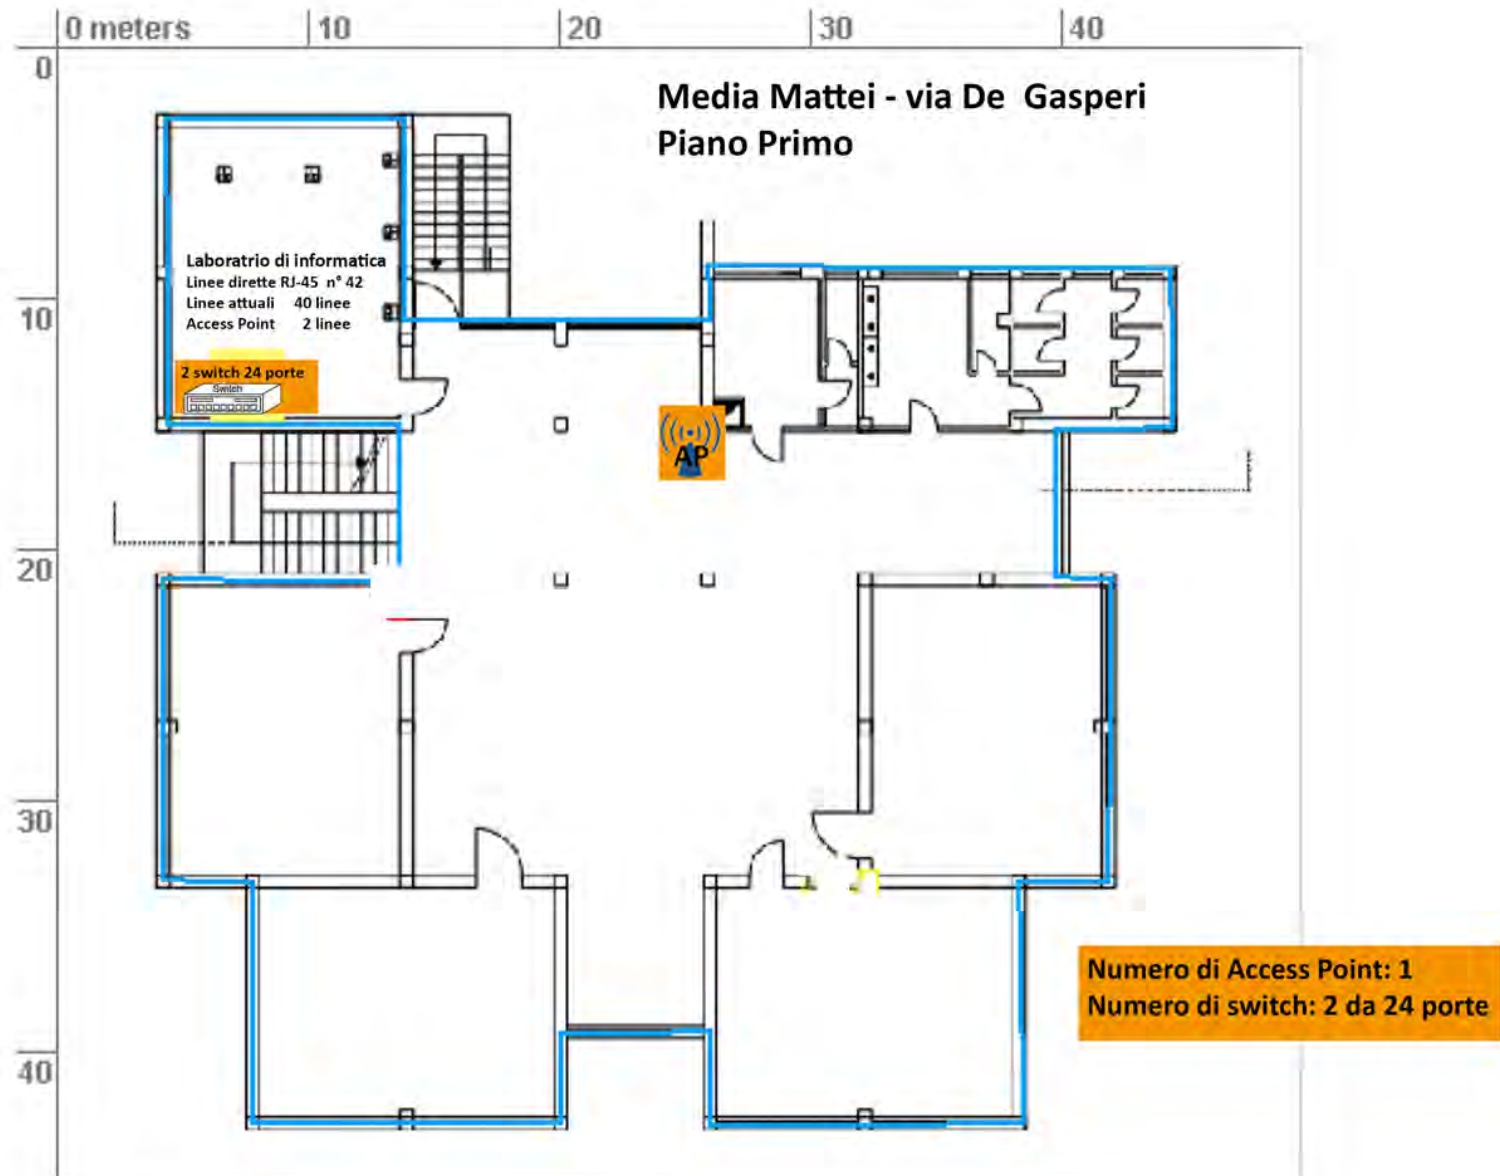 0 meters 10 20 30 40
0
Media Mattei - via De Gasperi
Piano Primo
Laboratrio di informatica
Linee dirette RJ-45 n° 42
Linee attuali 40 linee
Access Point 2 linee
10
2 switch 24 porte
Switch
AP
20
30
Numero di Access Point: 1
Numero di switch: 2 da 24 porte
40